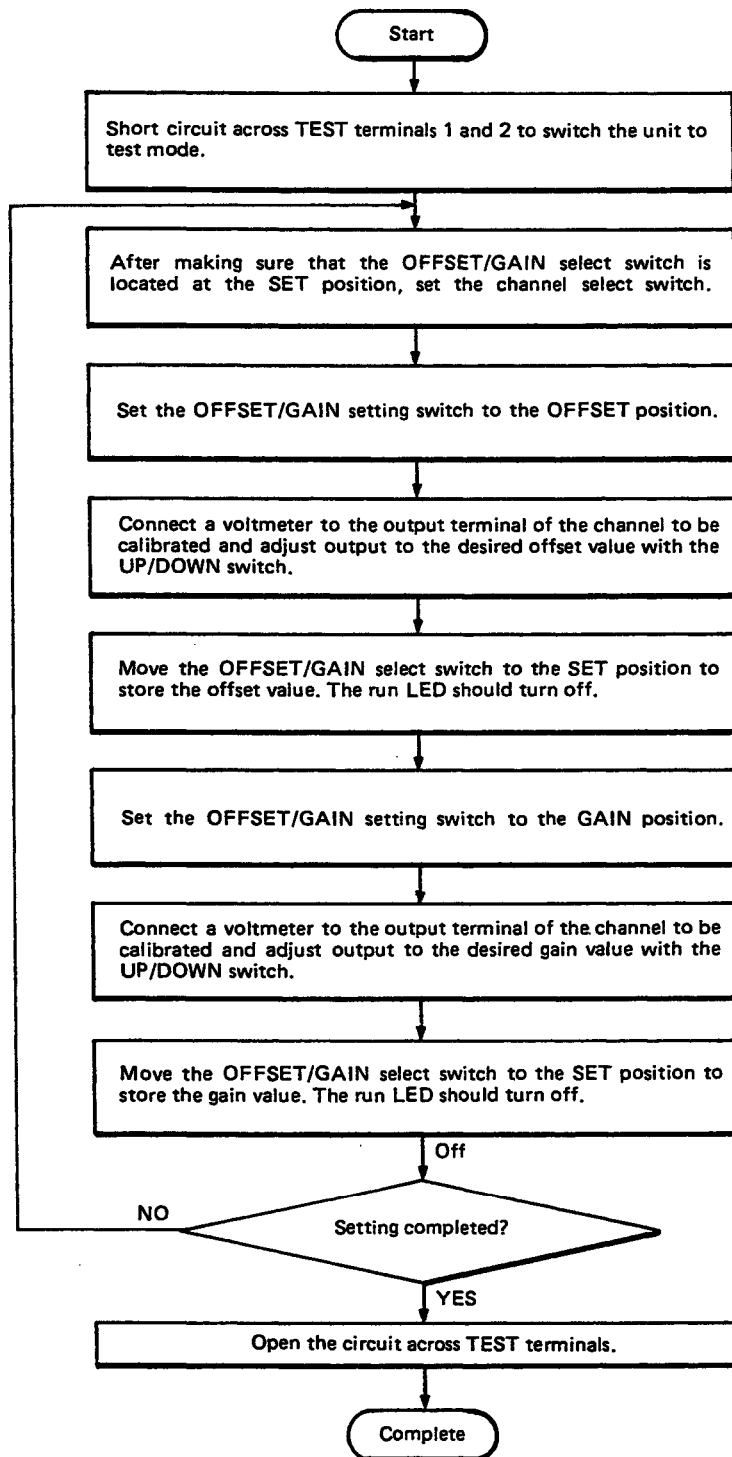 Start
Short circuit across TEST terminals 1 and 2 to switch the unit to
test mode.
After making sure that the OFFSET/GAIN select switch is
located at the SET position, set the channel select switch.
Set the OFFSET/GAIN setting switch to the OFFSET position.
Connect a voltmeter to the output terminal of the channel to be
calibrated and adjust output to the desired offset value with the
UP/DOWN switch.
Move the OFFSET/GAIN select switch to the SET position to
store the offset value. The run LED should turn off.
Set the OFFSET/GAIN setting switch to the GAIN position.
Connect a voltmeter to the output terminal of the channel to be
calibrated and adjust output to the desired gain value with the
UP/DOWN switch.
Move the OFFSET/GAIN select switch to the SET position to
store the gain value. The run LED should turn off.
Off
NO
Setting completed?
YES
Open the circuit across TEST terminals.
Complete